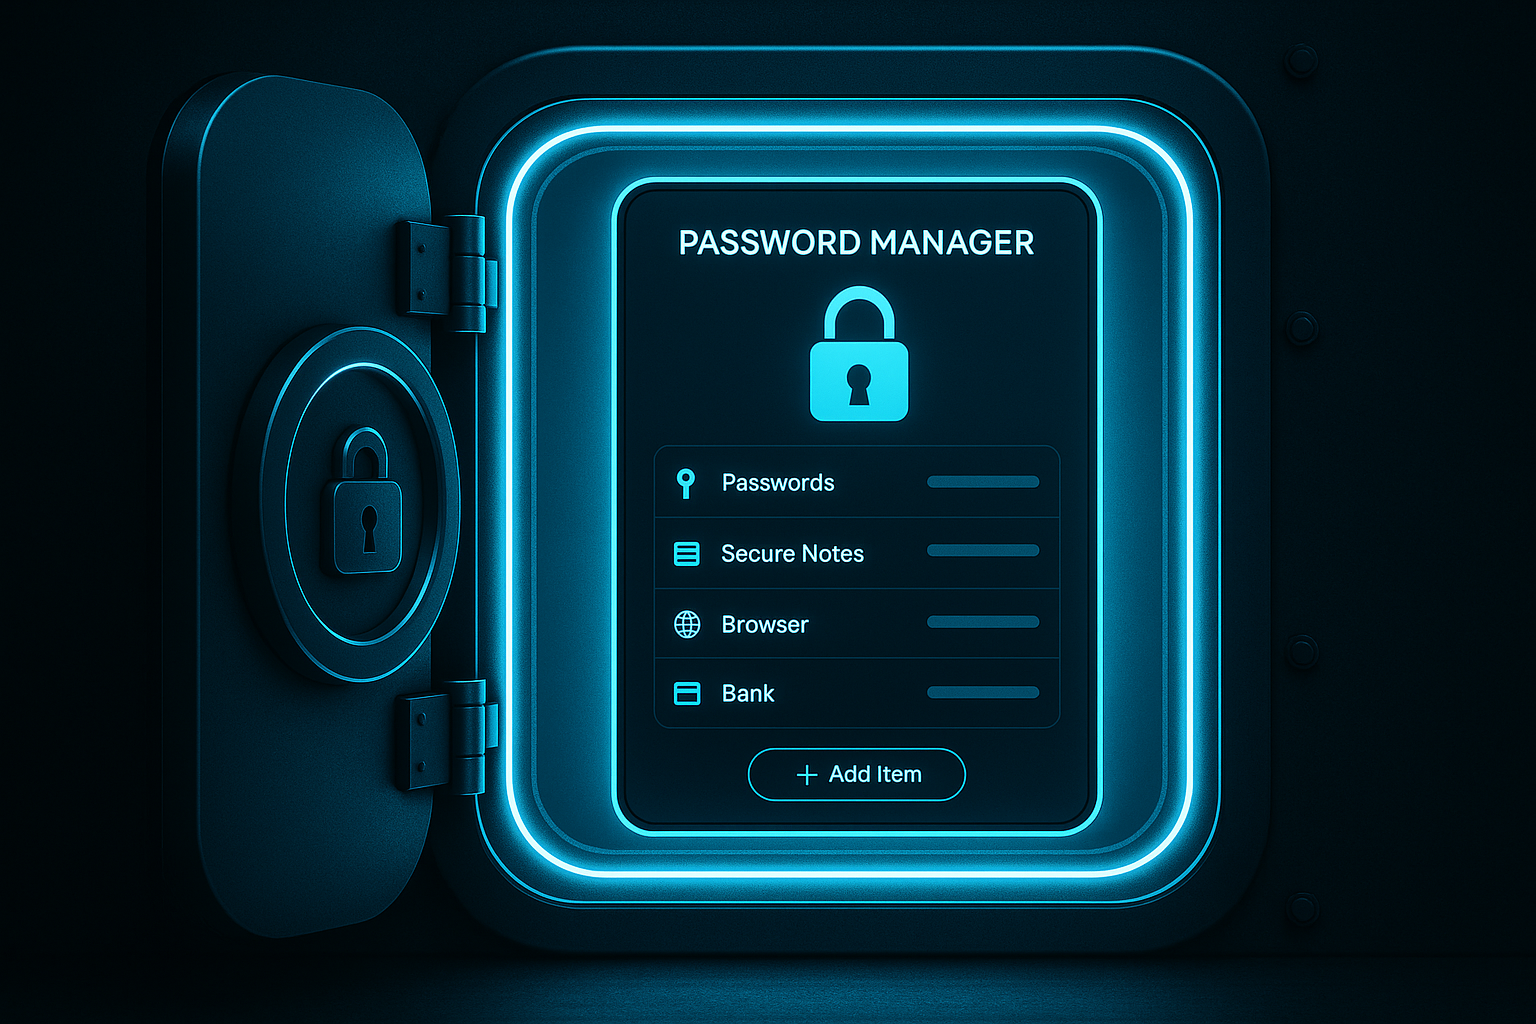 PASSWORD MANAGER
Passwords
Secure Notes
Browser
Bank
+ Add Item